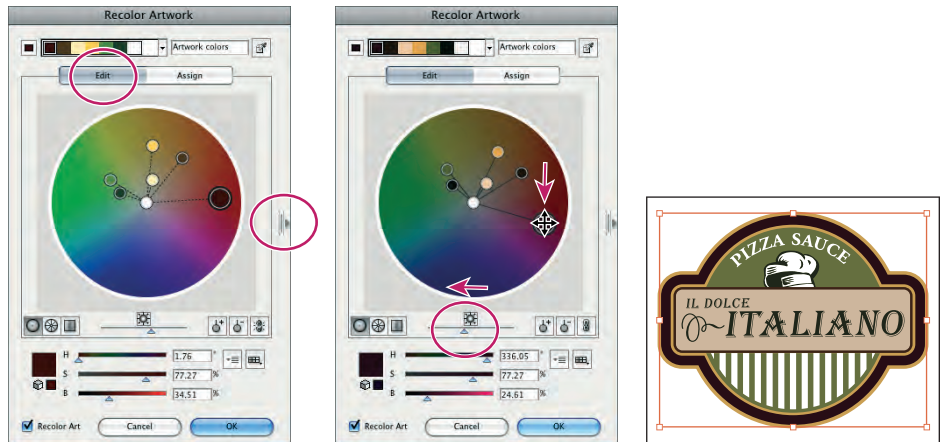 Recolor Artwork
Artwork colors
Edit Assign
H 1.76 °
S 77.27 %
B 34.51 %
Recolor Art Cancel OK
Recolor Artwork
Artwork colors
Edit Assign
H 336.05 °
S 77.27 %
B 24.61 %
Recolor Art Cancel OK
PIZZA SAUCE
IL DOLCE
ITALIANO